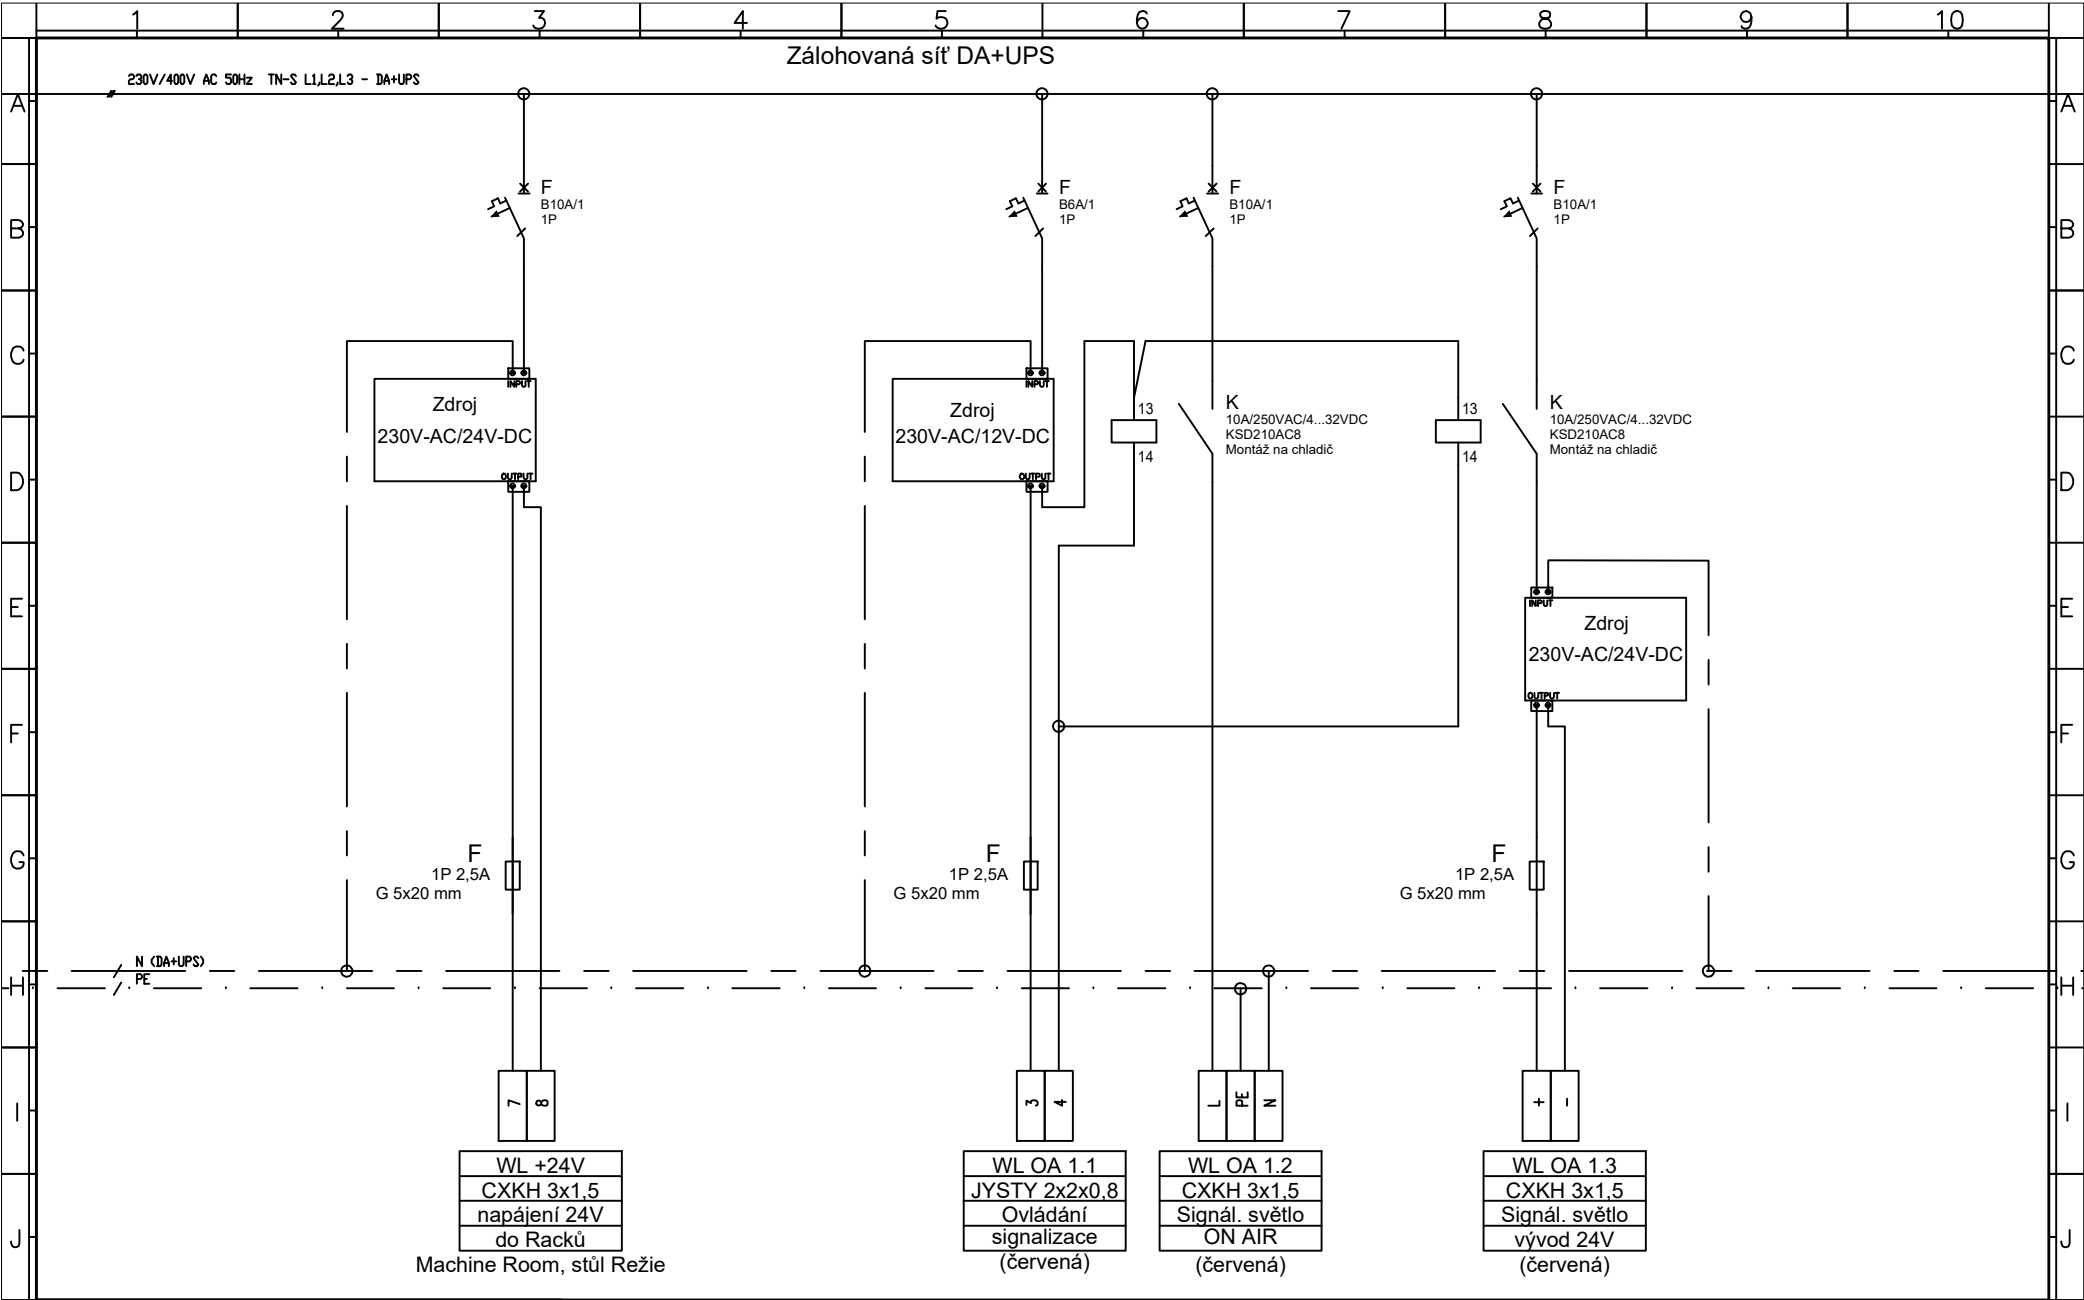 1 2 3 4 5 6 7 8 9 10
Zálohovaná síť DA+UPS
230V/400V AC 50Hz TN-S L1,L2,L3 - DA+UPS
A A
F F F F
B10A/1 B6A/1 B10A/1 B10A/1
1P 1P 1P 1P
B B
C C
INPUT INPUT
Zdroj
230V-AC/24V-DC
OUTPUT
Zdroj
230V-AC/12V-DC
OUTPUT
13
14
K
10A/250VAC/4...32VDC
KSD210AC8
Montáž na chladič
13
14
K
10A/250VAC/4...32VDC
KSD210AC8
Montáž na chladič
D D
E E
INPUT
Zdroj
230V-AC/24V-DC
OUTPUT
F F
G G
F
1P 2,5A
G 5x20 mm
F
1P 2,5A
G 5x20 mm
F
1P 2,5A
G 5x20 mm
N (DA+UPS)
PE
H H
I I
7 8
3 4
L PE N
+ -
J J
WL +24V
CXKH 3x1,5
napájení 24V
do Racků
Machine Room, stůl Režie
WL OA 1.1
JYSTY 2x2x0,8
Ovládání
signalizace
(červená)
WL OA 1.2
CXKH 3x1,5
Signál. světlo
ON AIR
(červená)
WL OA 1.3
CXKH 3x1,5
Signál. světlo
vývod 24V
(červená)